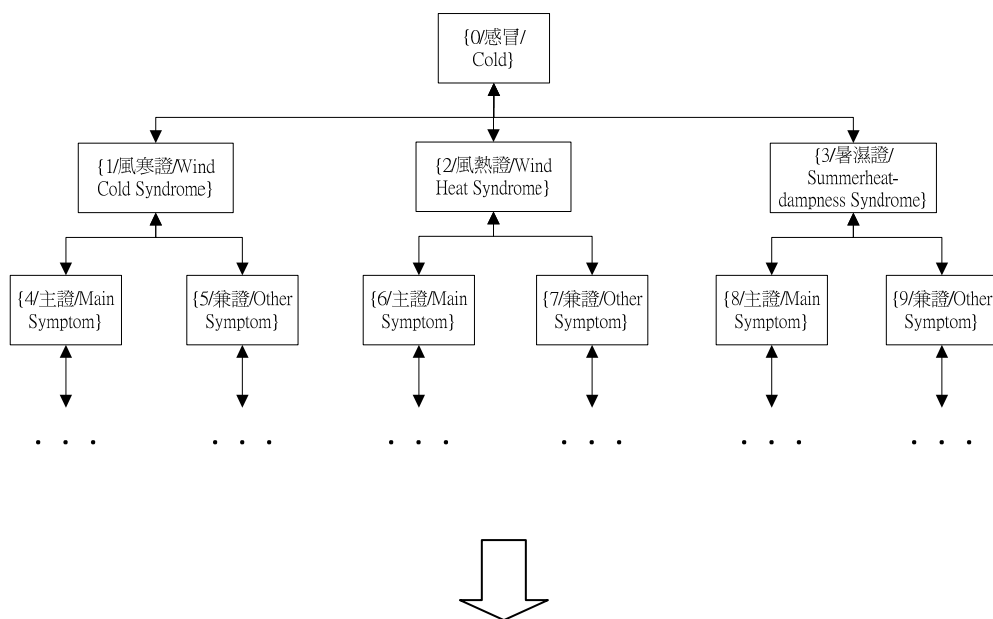 {0/感冒/
Cold}
{1/風寒證/Wind
Cold Syndrome}
{2/風熱證/Wind
Heat Syndrome}
{3/暑濕證/
Summerheat-
dampness Syndrome}
{4/主證/Main
Symptom}
{5/兼證/Other
Symptom}
{6/主證/Main
Symptom}
{7/兼證/Other
Symptom}
{8/主證/Main
Symptom}
{9/兼證/Other
Symptom}